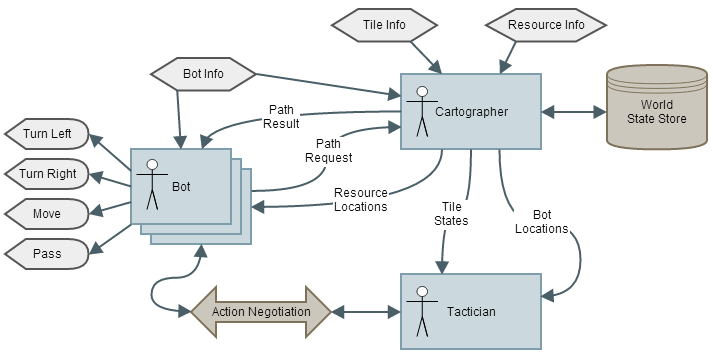 Tile Info
Resource Info
Bot Info
Cartographer
World
State Store
Path
Result
Path
Request
Turn Left
Turn Right
Move
Pass
Bot
Resource
Locations
Tile
States
Bot
Locations
Action Negotiation
Tactician